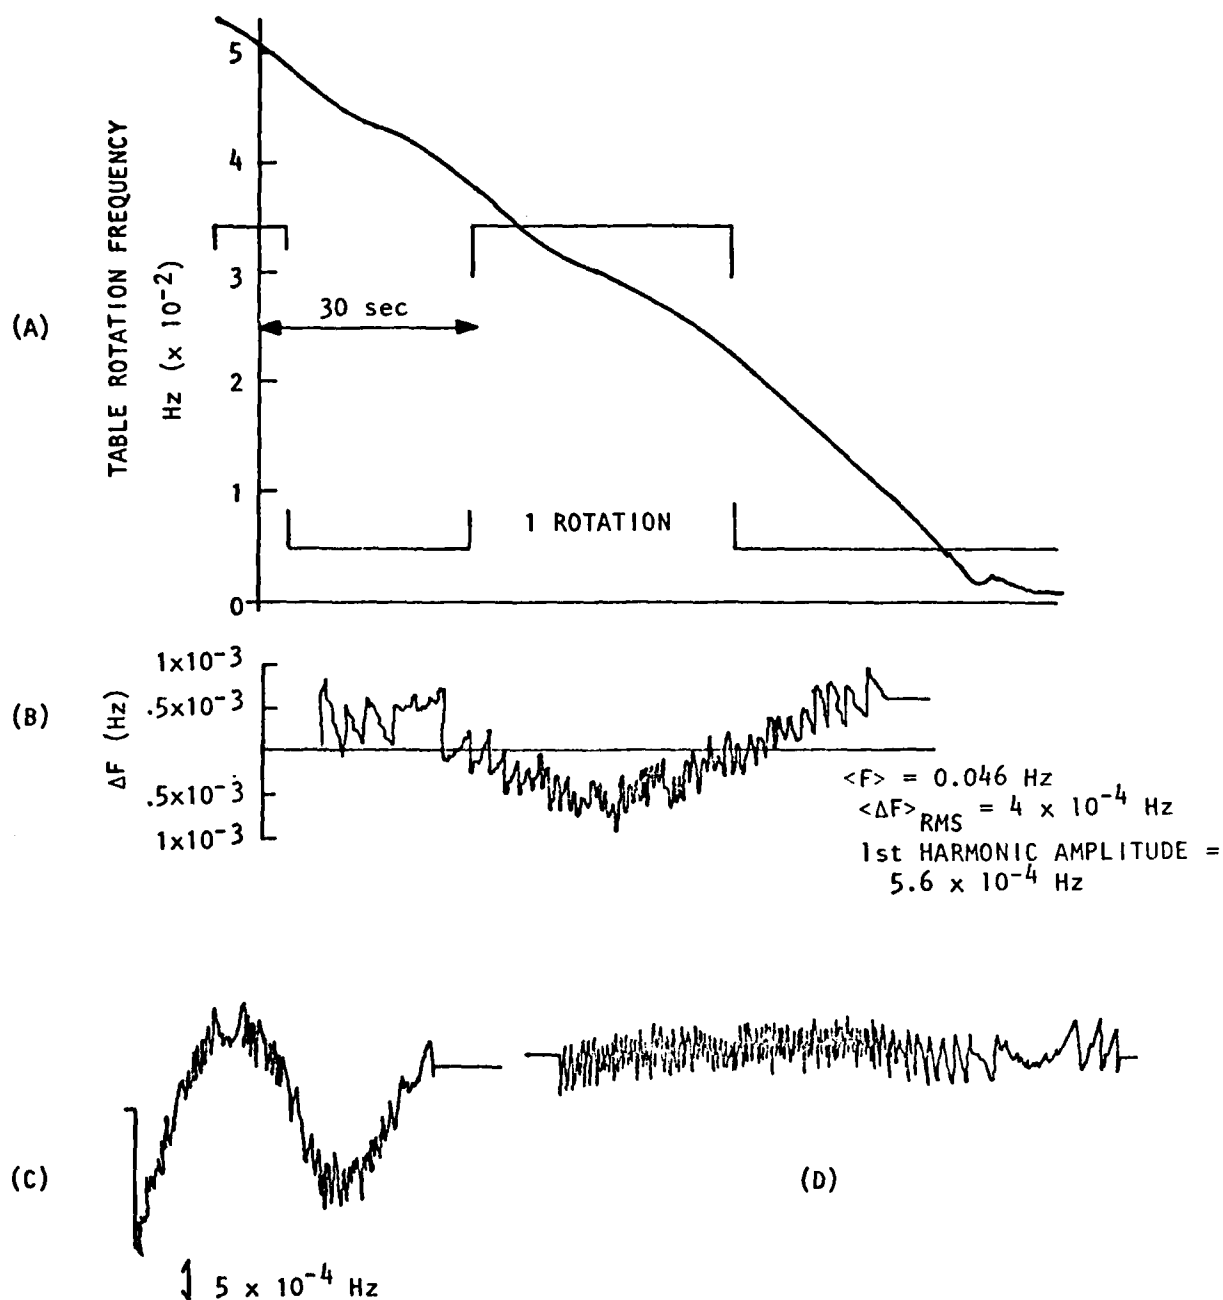 5
4
3
2
1
0
TABLE ROTATION FREQUENCY
Hz (x 10⁻²)
(A)
30 sec
1 ROTATION
1x10⁻³
.5x10⁻³
.5x10⁻³
1x10⁻³
ΔF (Hz)
(B)
<F> = 0.046 Hz
<ΔF>RMS = 4 x 10⁻⁴ Hz
1st HARMONIC AMPLITUDE =
5.6 x 10⁻⁴ Hz
(C)
5 x 10⁻⁴ Hz
(D)